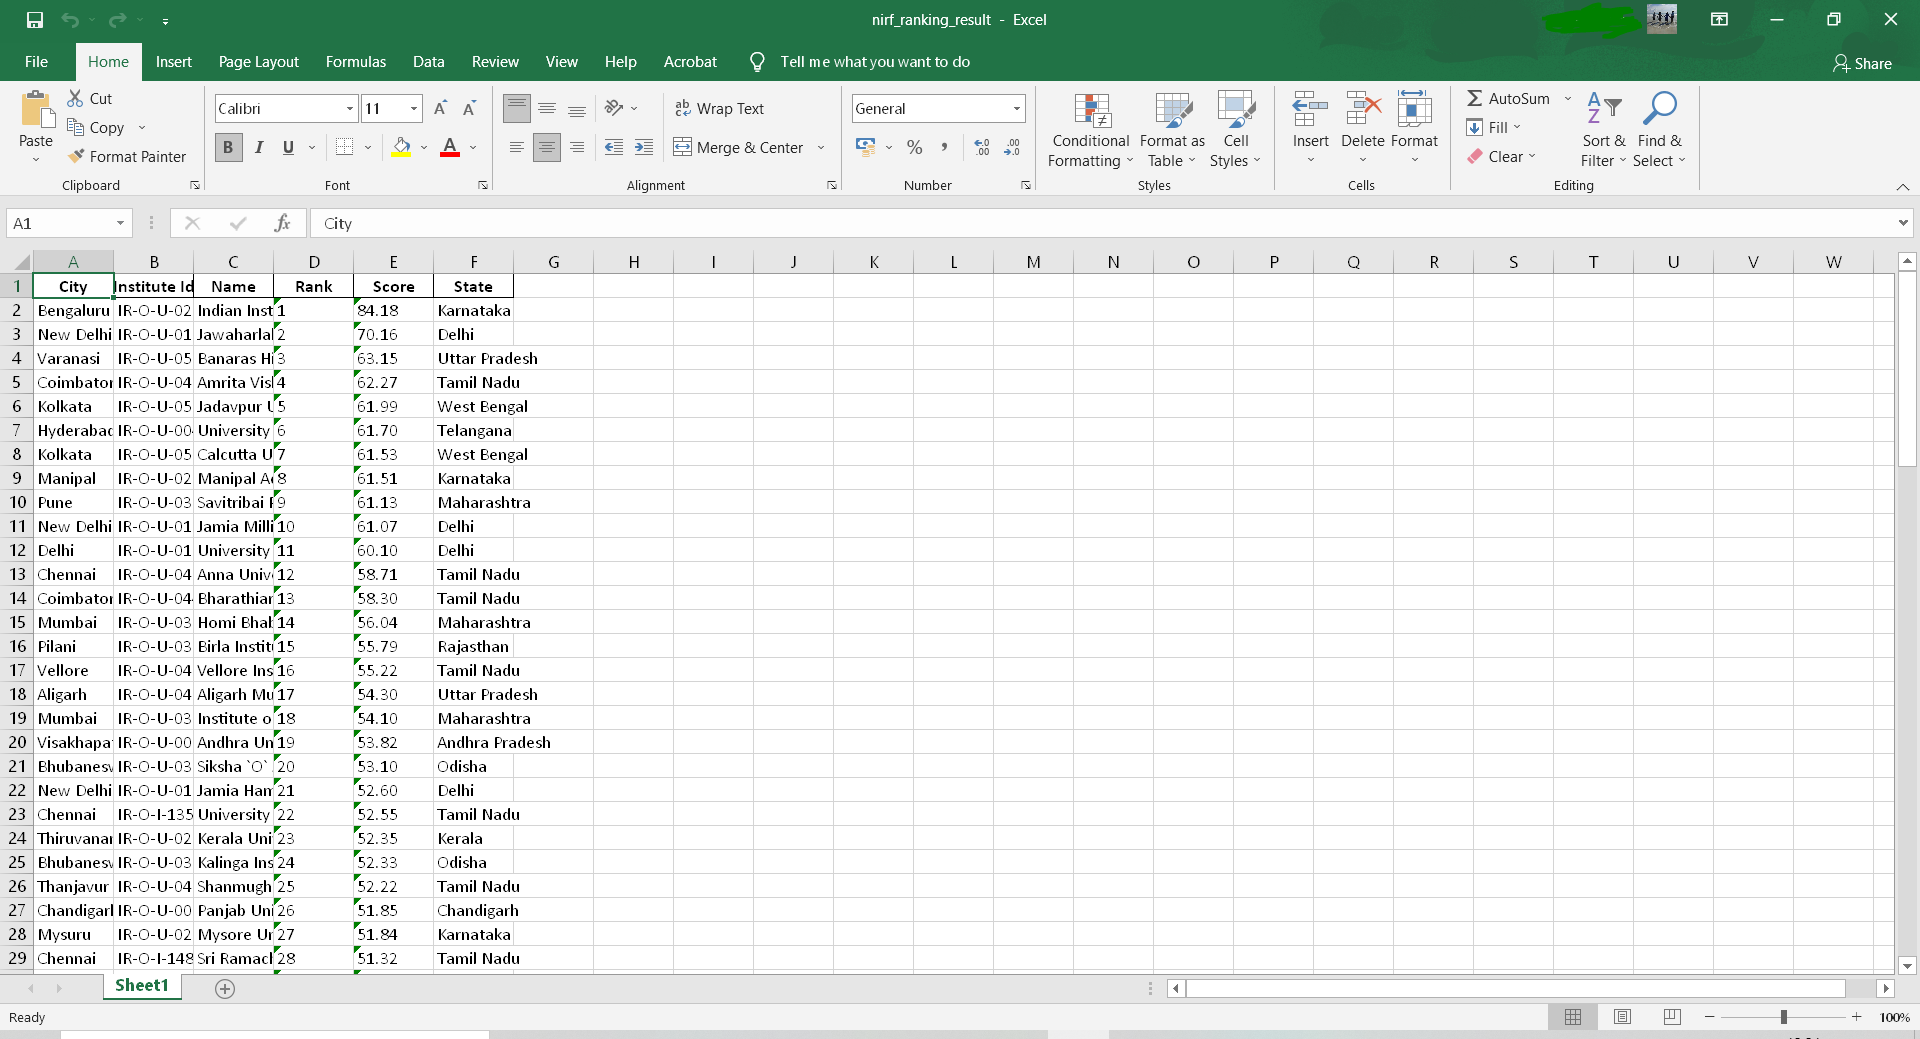 nirf_ranking_result - Excel
File Home Insert Page Layout Formulas Data Review View Help Acrobat Tell me what you want to do Share
Cut
Copy
Format Painter
Paste
Clipboard
Calibri 11 A A
B I U A
Font
ab Wrap Text
Merge & Center
Alignment
General
% ,
Number
Conditional Formatting
Format as Table
Cell Styles
Styles
Insert Delete Format
Cells
AutoSum
Fill
Clear
Sort & Filter
Find & Select
Editing
A1 fx City
A B C D E F G H I J K L M N O P Q R S T U V W
1 City Institute Id Name Rank Score State
2 Bengaluru IR-O-U-02 Indian Inst 1 84.18 Karnataka
3 New Delhi IR-O-U-01 Jawaharlal 2 70.16 Delhi
4 Varanasi IR-O-U-05 Banaras Hi 3 63.15 Uttar Pradesh
5 Coimbator IR-O-U-04 Amrita Vis 4 62.27 Tamil Nadu
6 Kolkata IR-O-U-05 Jadavpur U 5 61.99 West Bengal
7 Hyderabad IR-O-U-00 University 6 61.70 Telangana
8 Kolkata IR-O-U-05 Calcutta U 7 61.53 West Bengal
9 Manipal IR-O-U-02 Manipal A 8 61.51 Karnataka
10 Pune IR-O-U-03 Savitribai 9 61.13 Maharashtra
11 New Delhi IR-O-U-01 Jamia Milli 10 61.07 Delhi
12 Delhi IR-O-U-01 University 11 60.10 Delhi
13 Chennai IR-O-U-04 Anna Univ 12 58.71 Tamil Nadu
14 Coimbator IR-O-U-04 Bharathiar 13 58.30 Tamil Nadu
15 Mumbai IR-O-U-03 Homi Bhab 14 56.04 Maharashtra
16 Pilani IR-O-U-03 Birla Instit 15 55.79 Rajasthan
17 Vellore IR-O-U-04 Vellore Ins 16 55.22 Tamil Nadu
18 Aligarh IR-O-U-04 Aligarh Mu 17 54.30 Uttar Pradesh
19 Mumbai IR-O-U-03 Institute o 18 54.10 Maharashtra
20 Visakhapa IR-O-U-00 Andhra Un 19 53.82 Andhra Pradesh
21 Bhubanesw IR-O-U-03 Siksha `O` 20 53.10 Odisha
22 New Delhi IR-O-U-01 Jamia Ham 21 52.60 Delhi
23 Chennai IR-O-I-135 University 22 52.55 Tamil Nadu
24 Thiruvanan IR-O-U-02 Kerala Uni 23 52.35 Kerala
25 Bhubanesw IR-O-U-03 Kalinga Ins 24 52.33 Odisha
26 Thanjavur IR-O-U-04 Shanmugh 25 52.22 Tamil Nadu
27 Chandigarh IR-O-U-00 Panjab Uni 26 51.85 Chandigarh
28 Mysuru IR-O-U-02 Mysore Un 27 51.84 Karnataka
29 Chennai IR-O-I-148 Sri Ramach 28 51.32 Tamil Nadu
Sheet1
Ready 100%